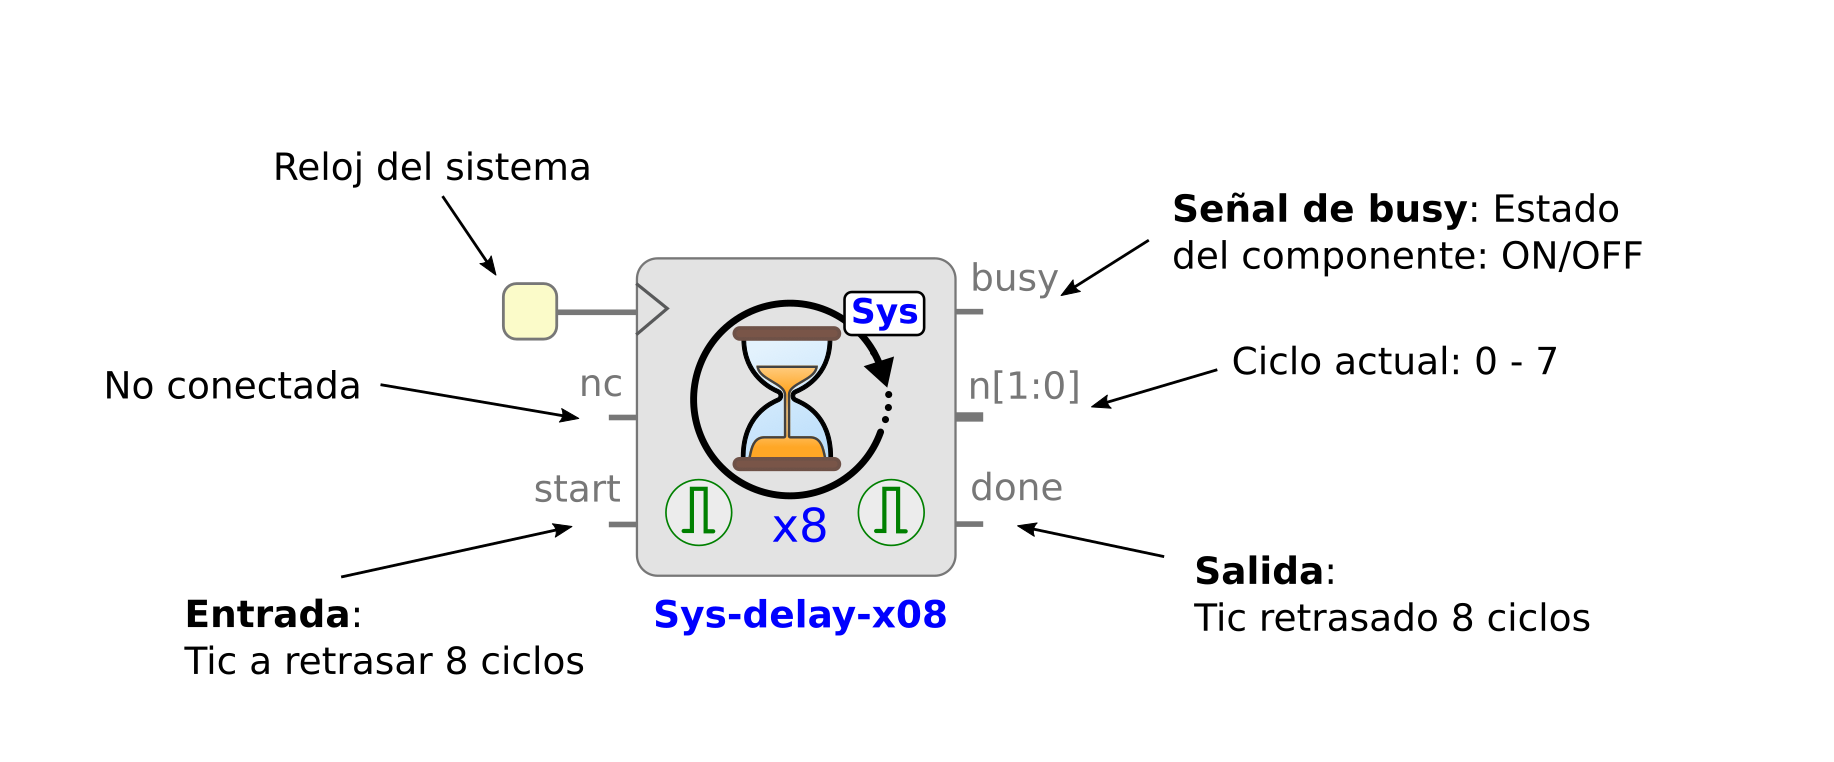 Reloj del sistema
Señal de busy: Estado
del componente: ON/OFF
busy
Sys
Ciclo actual: 0 - 7
No conectada
nc
n[1:0]
start
done
x8
Entrada:
Tic a retrasar 8 ciclos
Sys-delay-x08
Salida:
Tic retrasado 8 ciclos